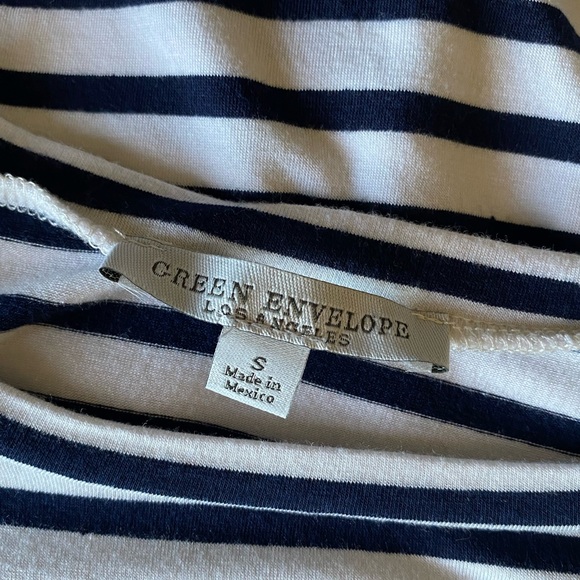 GREEN ENVELOPE
LOS ANGELES
S
Made in
Mexico